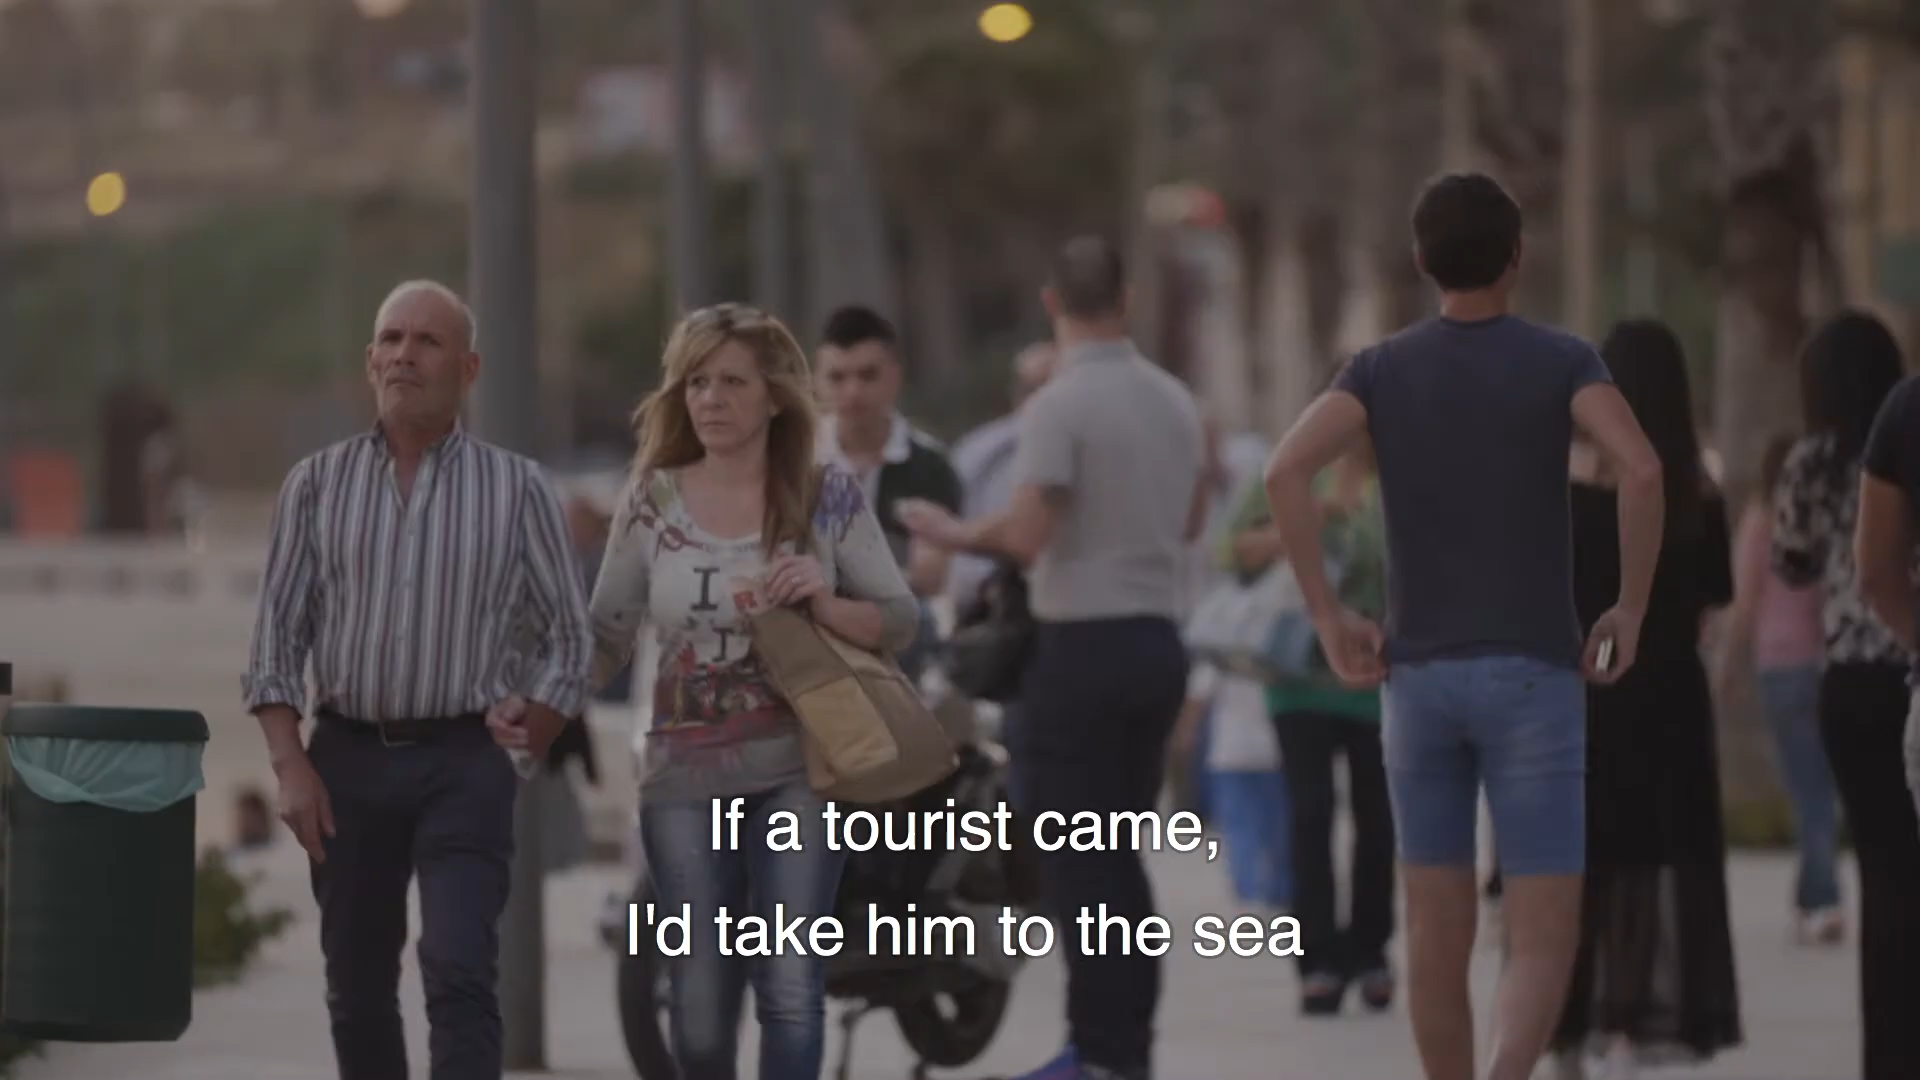 If a tourist came,
I'd take him to the sea
I